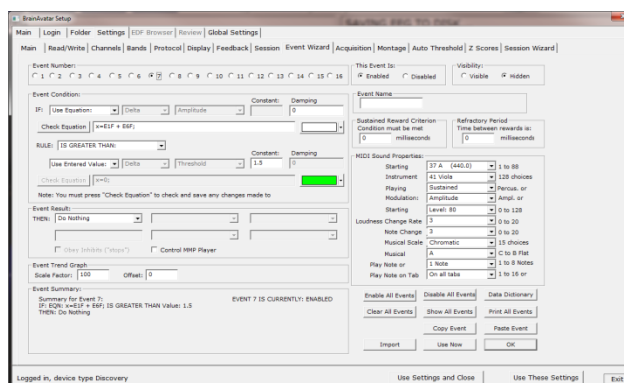 BrainAvatar Setup
Main Login Folder Settings EDF Browser Review Global Settings
Main Read/Write Channels Bands Protocol Display Feedback Session Event Wizard Acquisition Montage Auto Threshold Z Scores Session Wizard
Event Number:
1 2 3 4 5 6 7 8 9 10 11 12 13 14 15 16
This Event Is:
Enabled Disabled
Visibility:
Visible Hidden
Event Condition:
Constant: Damping
IF: Use Equation: Delta Amplitude 0
Check Equation x=E1F + E6F;
RULE: IS GREATER THAN:
Constant: Damping
Use Entered Value: Delta Threshold 1.5 0
Check Equation x=0;
Note: You must press "Check Equation" to check and save any changes made to
Event Name
Sustained Reward Criterion
Condition must be met
0 milliseconds
Refractory Period
Time between rewards is:
0 milliseconds
MIDI Sound Properties:
Starting 37 A (440.0) 1 to 88
Instrument 41 Viola 128 choices
Playing Sustained Percus. or
Modulation: Amplitude Ampl. or
Starting Level: 80 0 to 128
Loudness Change Rate 3 0 to 20
Note Change 3 0 to 20
Musical Scale Chromatic 15 choices
Musical A C to B Flat
Play Note or 1 Note 1 to 8 Notes
Play Note on Tab On all tabs 1 to 16 or
Event Result:
THEN: Do Nothing
Obey Inhibits ("stops") Control MMP Player
Event Trend Graph
Scale Factor: 100 Offset: 0
Event Summary:
Summary for Event 7: EVENT 7 IS CURRENTLY: ENABLED
IF: EQN: x=E1F + E6F; IS GREATER THAN Value: 1.5
THEN: Do Nothing
Enable All Events Disable All Events Data Dictionary
Clear All Events Show All Events Print All Events
Copy Event Paste Event
Import Use Now OK
Logged in, device type Discovery Use Settings and Close Use These Settings Exit